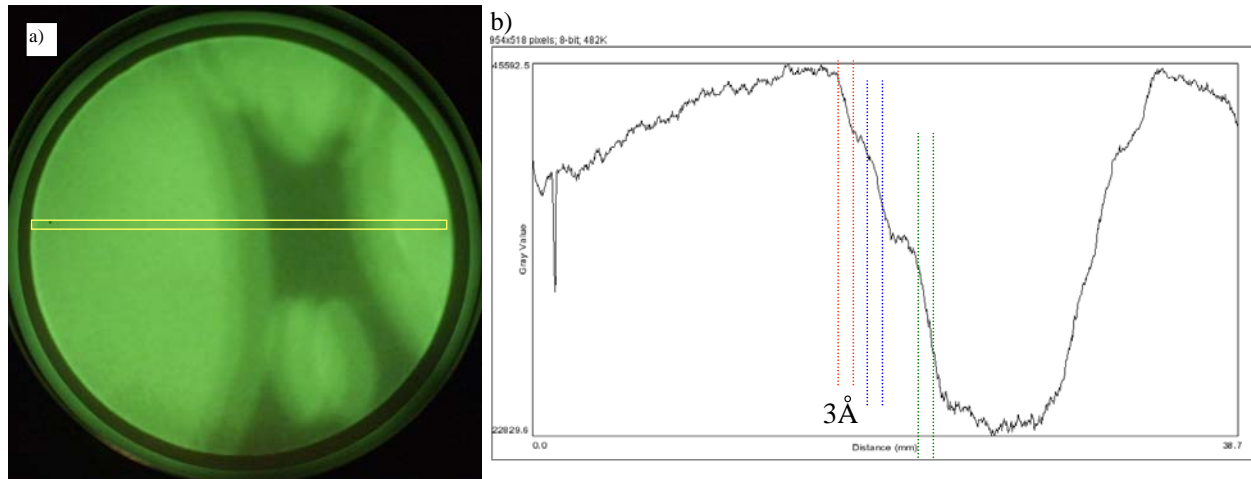 a)
b)
954x518 pixels; 8-bit; 482K
45592.5
Gray Value
3Å
22829.6
0.0
Distance (mm)
38.7